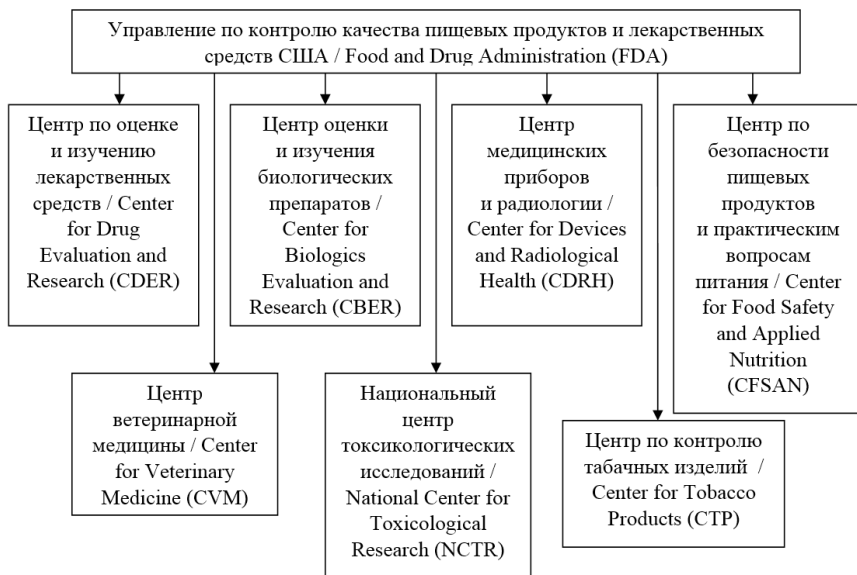 Управление по контролю качества пищевых продуктов и лекарственных
средств США / Food and Drug Administration (FDA)
Центр по оценке
и изучению
лекарственных
средств / Center
for Drug
Evaluation and
Research (CDER)
Центр оценки
и изучения
биологических
препаратов /
Center for
Biologics
Evaluation and
Research (CBER)
Центр
медицинских
приборов
и радиологии /
Center for Devices
and Radiological
Health (CDRH)
Центр по
безопасности
пищевых
продуктов
и практическим
вопросам
питания / Center
for Food Safety
and Applied
Nutrition
(CFSAN)
Центр
ветеринарной
медицины / Center
for Veterinary
Medicine (CVM)
Национальный
центр
токсикологических
исследований /
National Center for
Toxicological
Research (NCTR)
Центр по контролю
табачных изделий /
Center for Tobacco
Products (CTP)